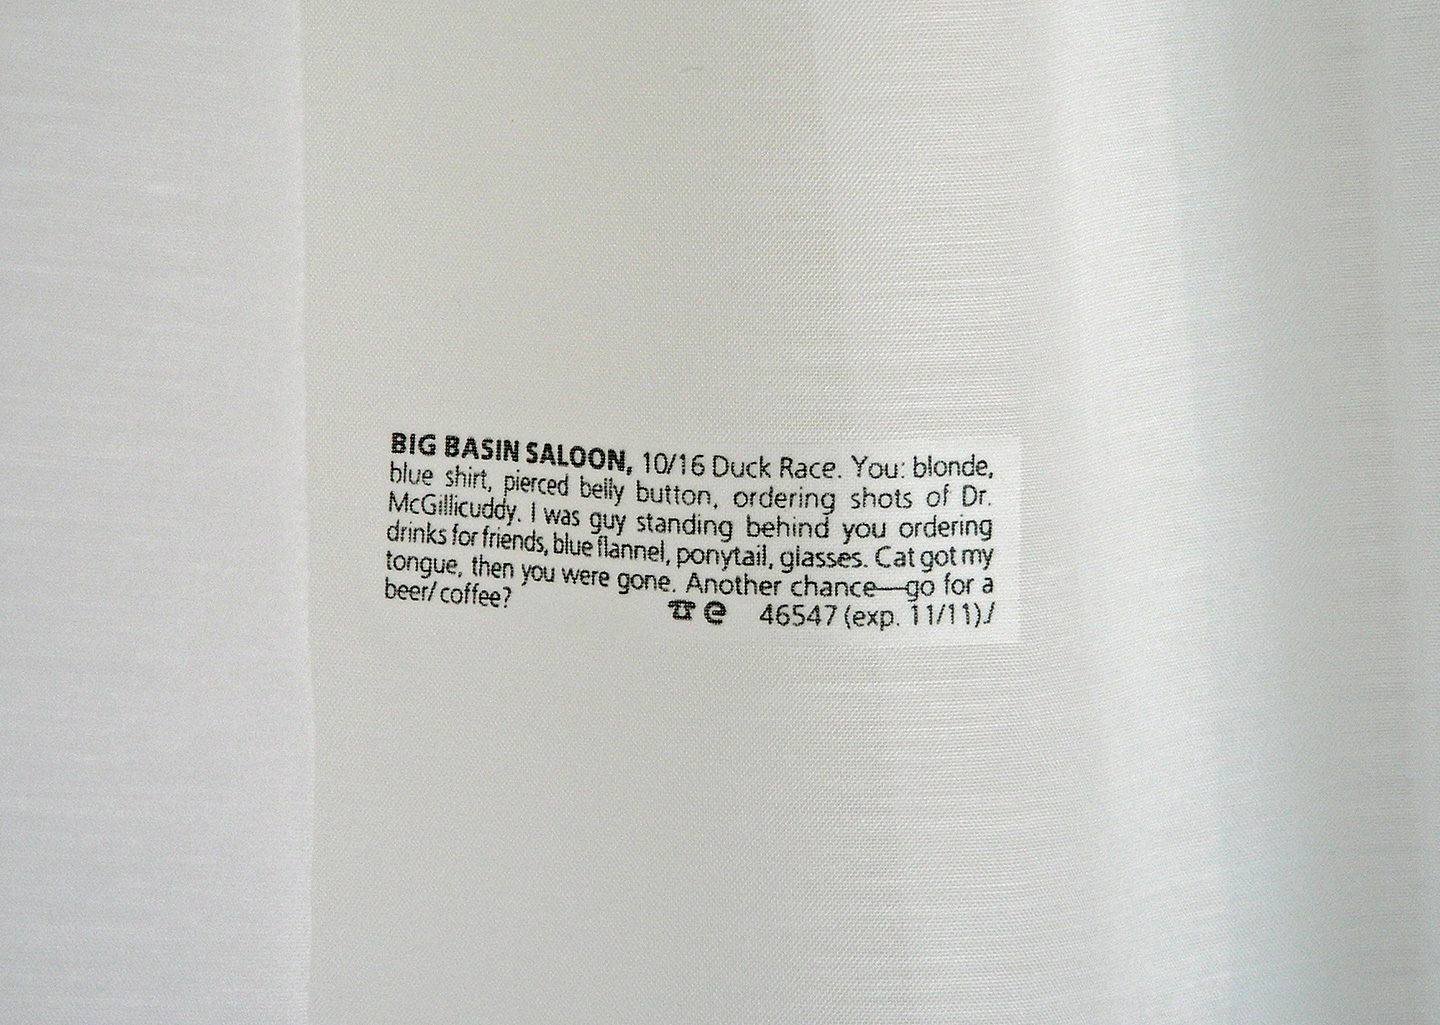 BIG BASIN SALOON, 10/16 Duck Race. You: blonde,
blue shirt, pierced belly button, ordering shots of Dr.
McGillicuddy. I was guy standing behind you ordering
drinks for friends, blue flannel, ponytail, glasses. Cat got my
tongue, then you were gone. Another chance—go for a
beer/coffee? ☎ e 46547 (exp. 11/11)./